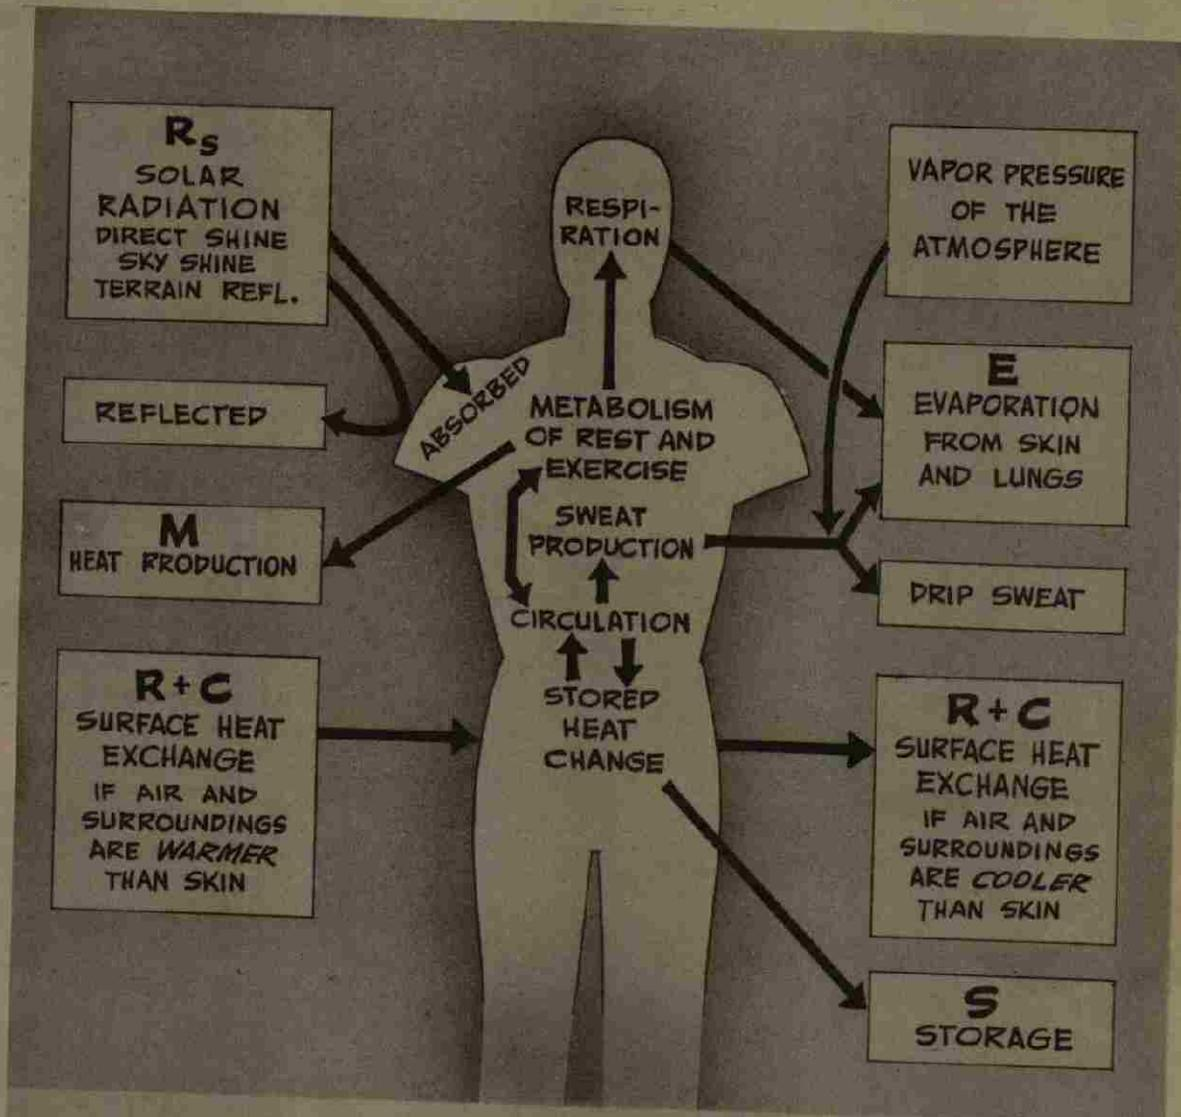 Rs
SOLAR
RADIATION
DIRECT SHINE
SKY SHINE
TERRAIN REFL.
REFLECTED
M
HEAT PRODUCTION
R+C
SURFACE HEAT
EXCHANGE
IF AIR AND
SURROUNDINGS
ARE WARMER
THAN SKIN
RESPI-
RATION
ABSORBED
METABOLISM
OF REST AND
EXERCISE
SWEAT
PRODUCTION
CIRCULATION
STORED
HEAT
CHANGE
VAPOR PRESSURE
OF THE
ATMOSPHERE
E
EVAPORATION
FROM SKIN
AND LUNGS
DRIP SWEAT
R+C
SURFACE HEAT
EXCHANGE
IF AIR AND
SURROUNDINGS
ARE COOLER
THAN SKIN
S
STORAGE